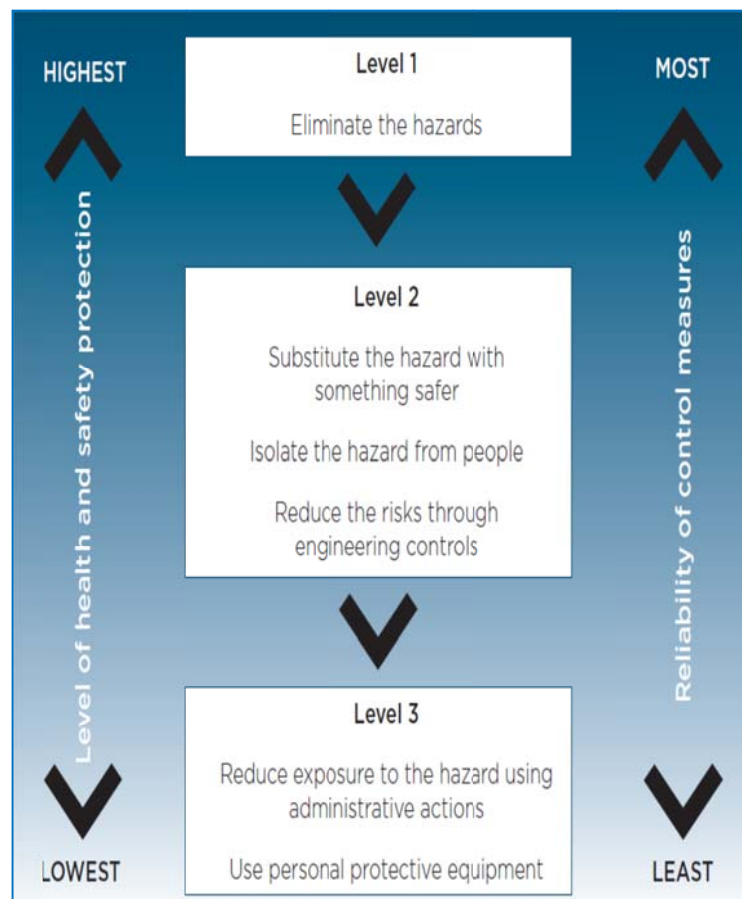 HIGHEST
Level of health and safety protection
LOWEST
Level 1
Eliminate the hazards
Level 2
Substitute the hazard with
something safer
Isolate the hazard from people
Reduce the risks through
engineering controls
Level 3
Reduce exposure to the hazard using
administrative actions
Use personal protective equipment
MOST
Reliability of control measures
LEAST